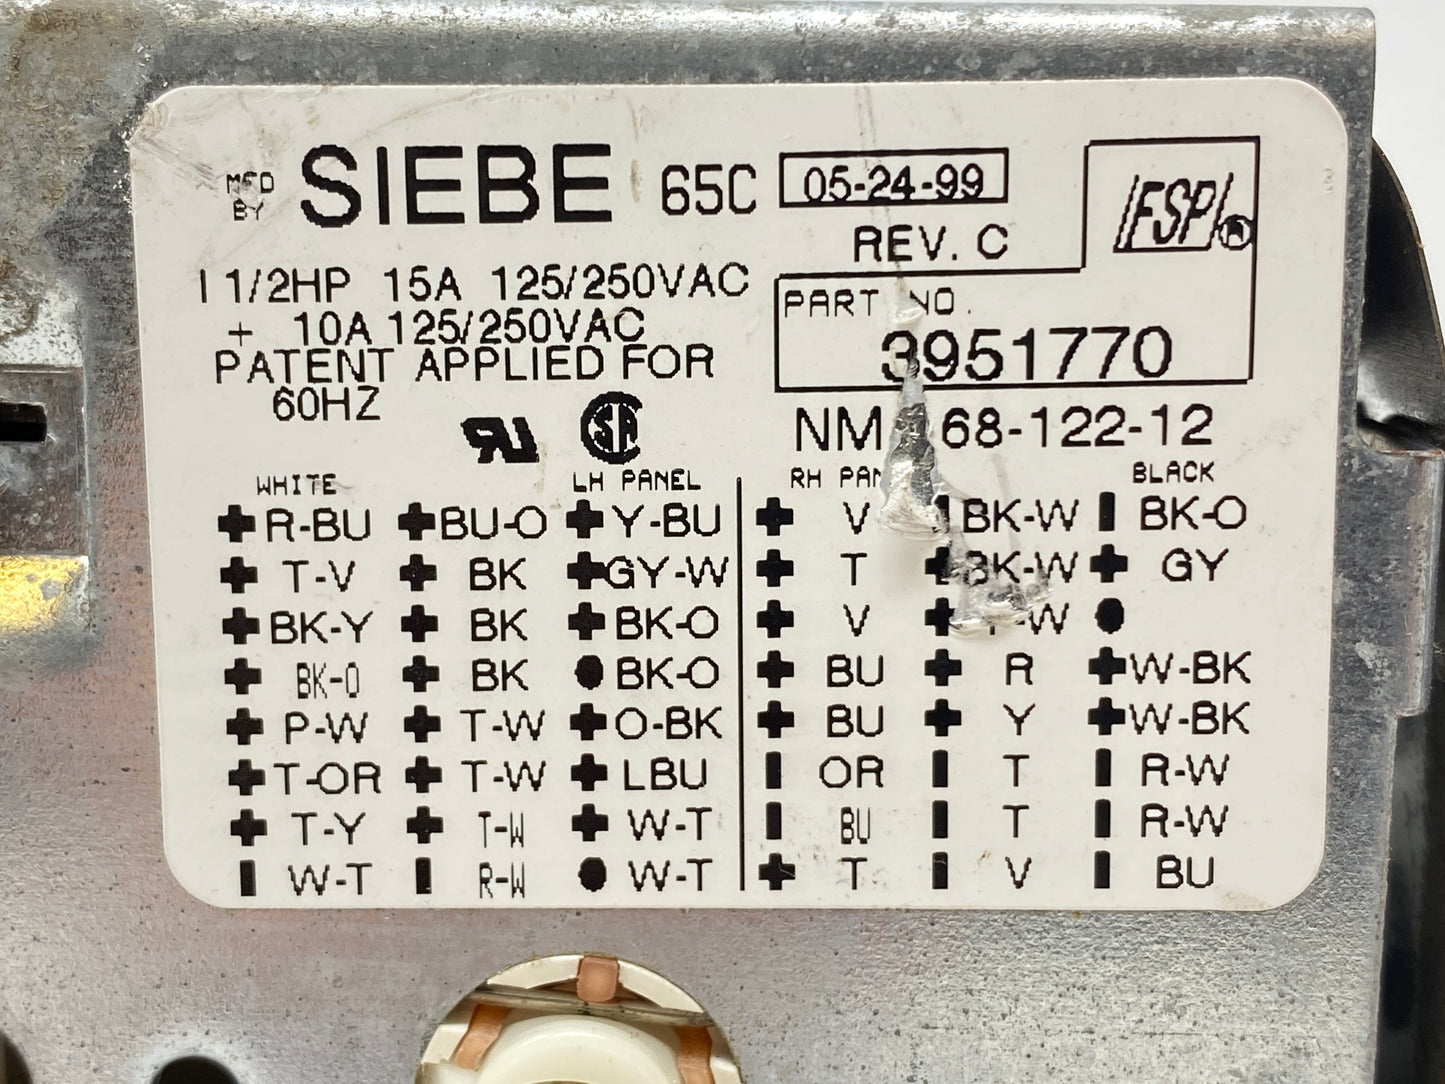 MFD BY SIEBE 65C 05-24-99 FSP
REV. C
1 1/2HP 15A 125/250VAC
+ 10A 125/250VAC
PATENT APPLIED FOR
60HZ
PART NO.
3951770
NM 68-122-12
WHITE LH PANEL RH BLACK
R-BU BU-O Y-BU V BK-W BK-O
T-V BK GY-W T BK-W GY
BK-Y BK BK-O V
BK-O BK BK-O BU R W-BK
P-W T-W O-BK BU Y W-BK
T-OR T-W LBU OR T R-W
T-Y T-W W-T BU T R-W
W-T R-W W-T T V BU